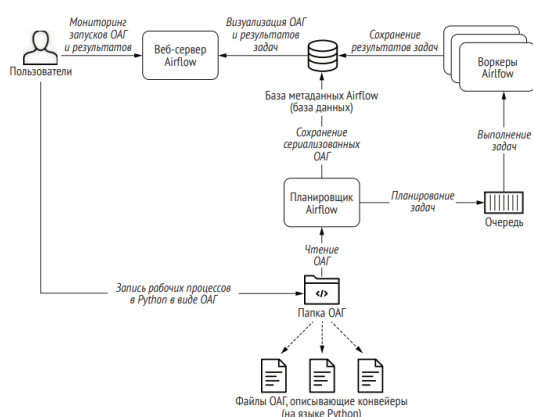 Мониторинг
запусков ОАГ
и результатов
Пользователи
Веб-сервер
Airflow
Визуализация ОАГ
и результатов
задач
Сохранение
результатов задач
Воркеры
Airlfow
База метаданных Airflow
(база данных)
Сохранение
сериализованных
ОАГ
Выполнение
задач
Планировщик
Airflow
Планирование
задач
Очередь
Чтение
ОАГ
Запись рабочих процессов
в Python в виде ОАГ
</>
Папка ОАГ
Файлы ОАГ, описывающие конвейеры
(на языке Python)